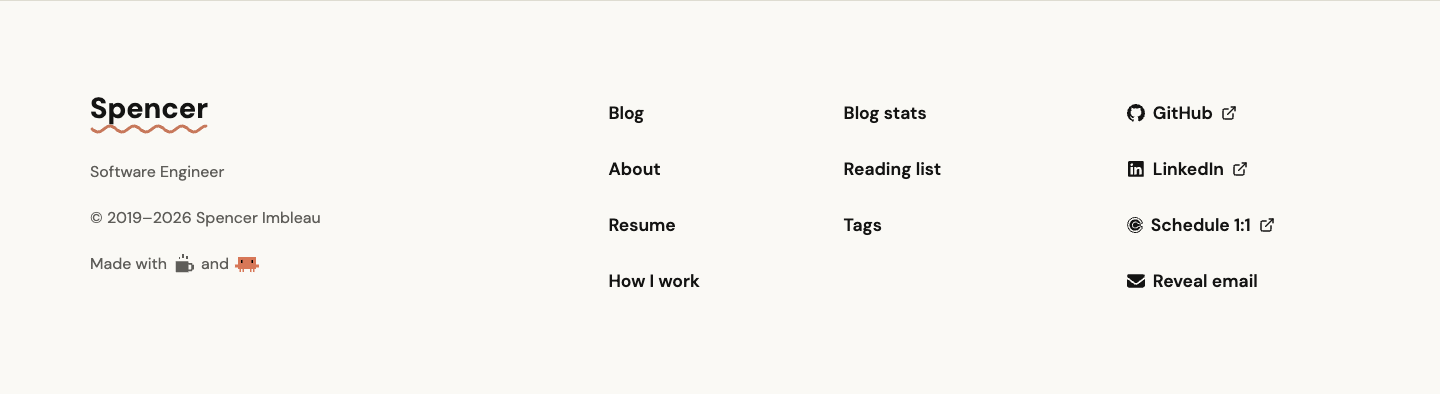 Spencer
Software Engineer
© 2019–2026 Spencer Imbleau
Made with and
Blog
About
Resume
How I work
Blog stats
Reading list
Tags
GitHub
LinkedIn
Schedule 1:1
Reveal email